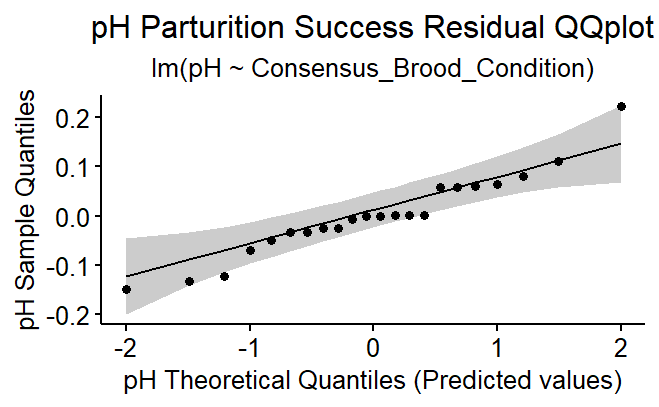 pH Parturition Success Residual QQplot
lm(pH ~ Consensus_Brood_Condition)
pH Sample Quantiles
0.2
0.1
0.0
-0.1
-0.2
-2
-1
0
1
2
pH Theoretical Quantiles (Predicted values)